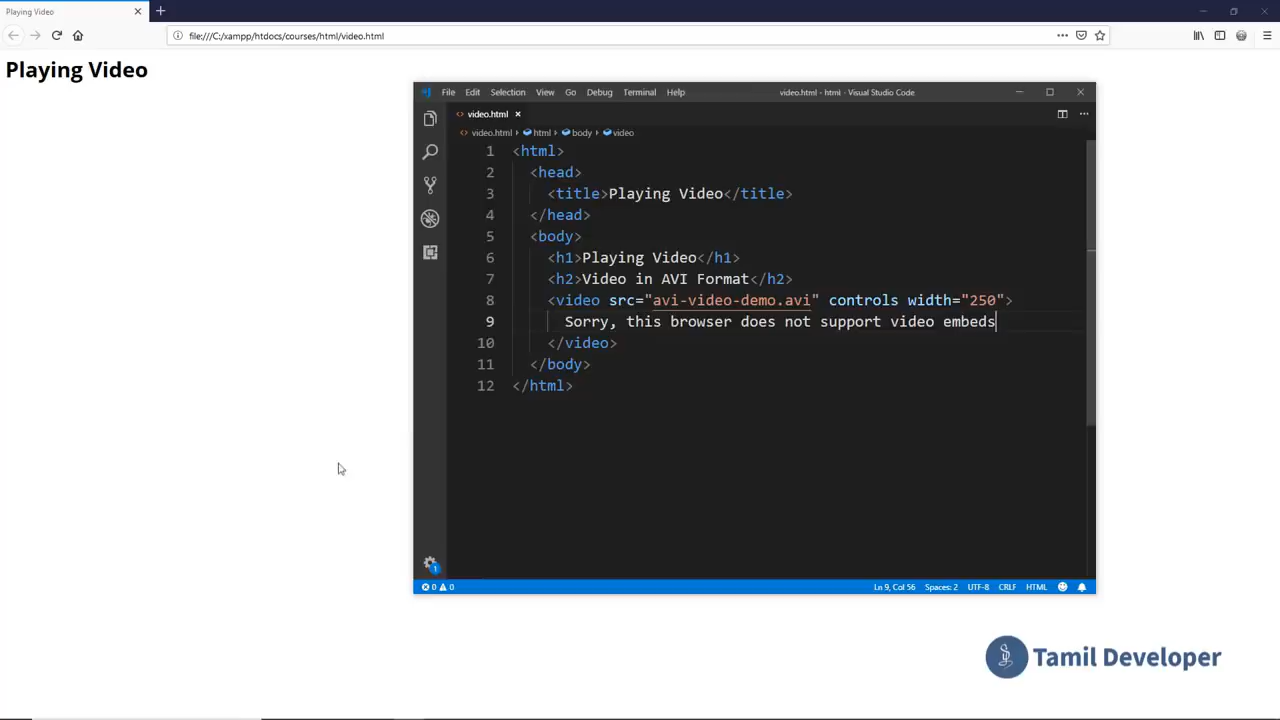 Playing Video
file:///C:/xampp/htdocs/courses/html/video.html
Playing Video
File Edit Selection View Go Debug Terminal Help
video.html - html - Visual Studio Code
video.html
video.html html body video
1 <html>
2 <head>
3 <title>Playing Video</title>
4 </head>
5 <body>
6 <h1>Playing Video</h1>
7 <h2>Video in AVI Format</h2>
8 <video src="avi-video-demo.avi" controls width="250">
9 Sorry, this browser does not support video embeds
10 </video>
11 </body>
12 </html>
1
0 0 Ln 9, Col 56 Spaces: 2 UTF-8 CRLF HTML
Tamil Developer